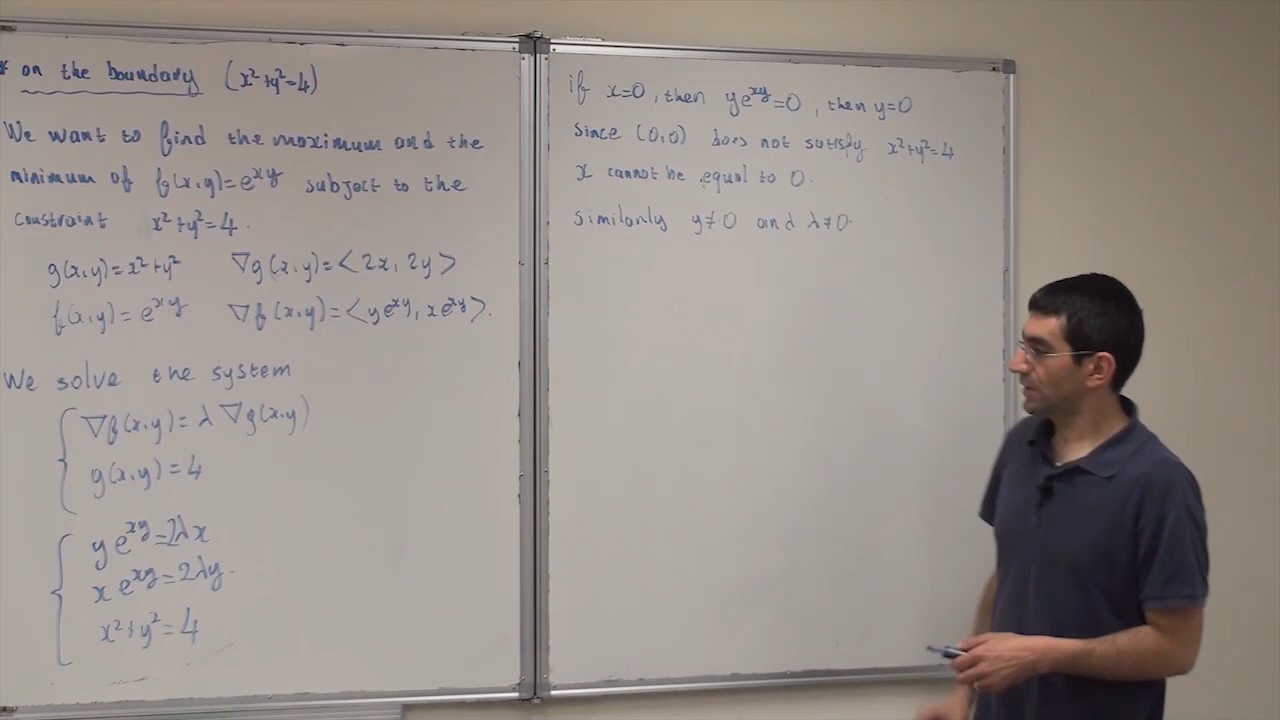 * on the boundary (x²+y²=4)
We want to find the maximum and the
minimum of f(x,y)=e^{xy} subject to the
constraint x²+y²=4.
g(x,y)=x²+y² ∇g(x,y)=<2x, 2y>
f(x,y)=e^{xy} ∇f(x,y)=<ye^{xy}, xe^{xy}>.
We solve the system
∇f(x,y)=λ∇g(x,y)
g(x,y)=4
ye^{xy}=2λx
xe^{xy}=2λy.
x²+y²=4
if x=0, then ye^{xy}=0, then y=0
since (0,0) does not satisfy x²+y²=4
x cannot be equal to 0.
similarly y≠0 and λ≠0.